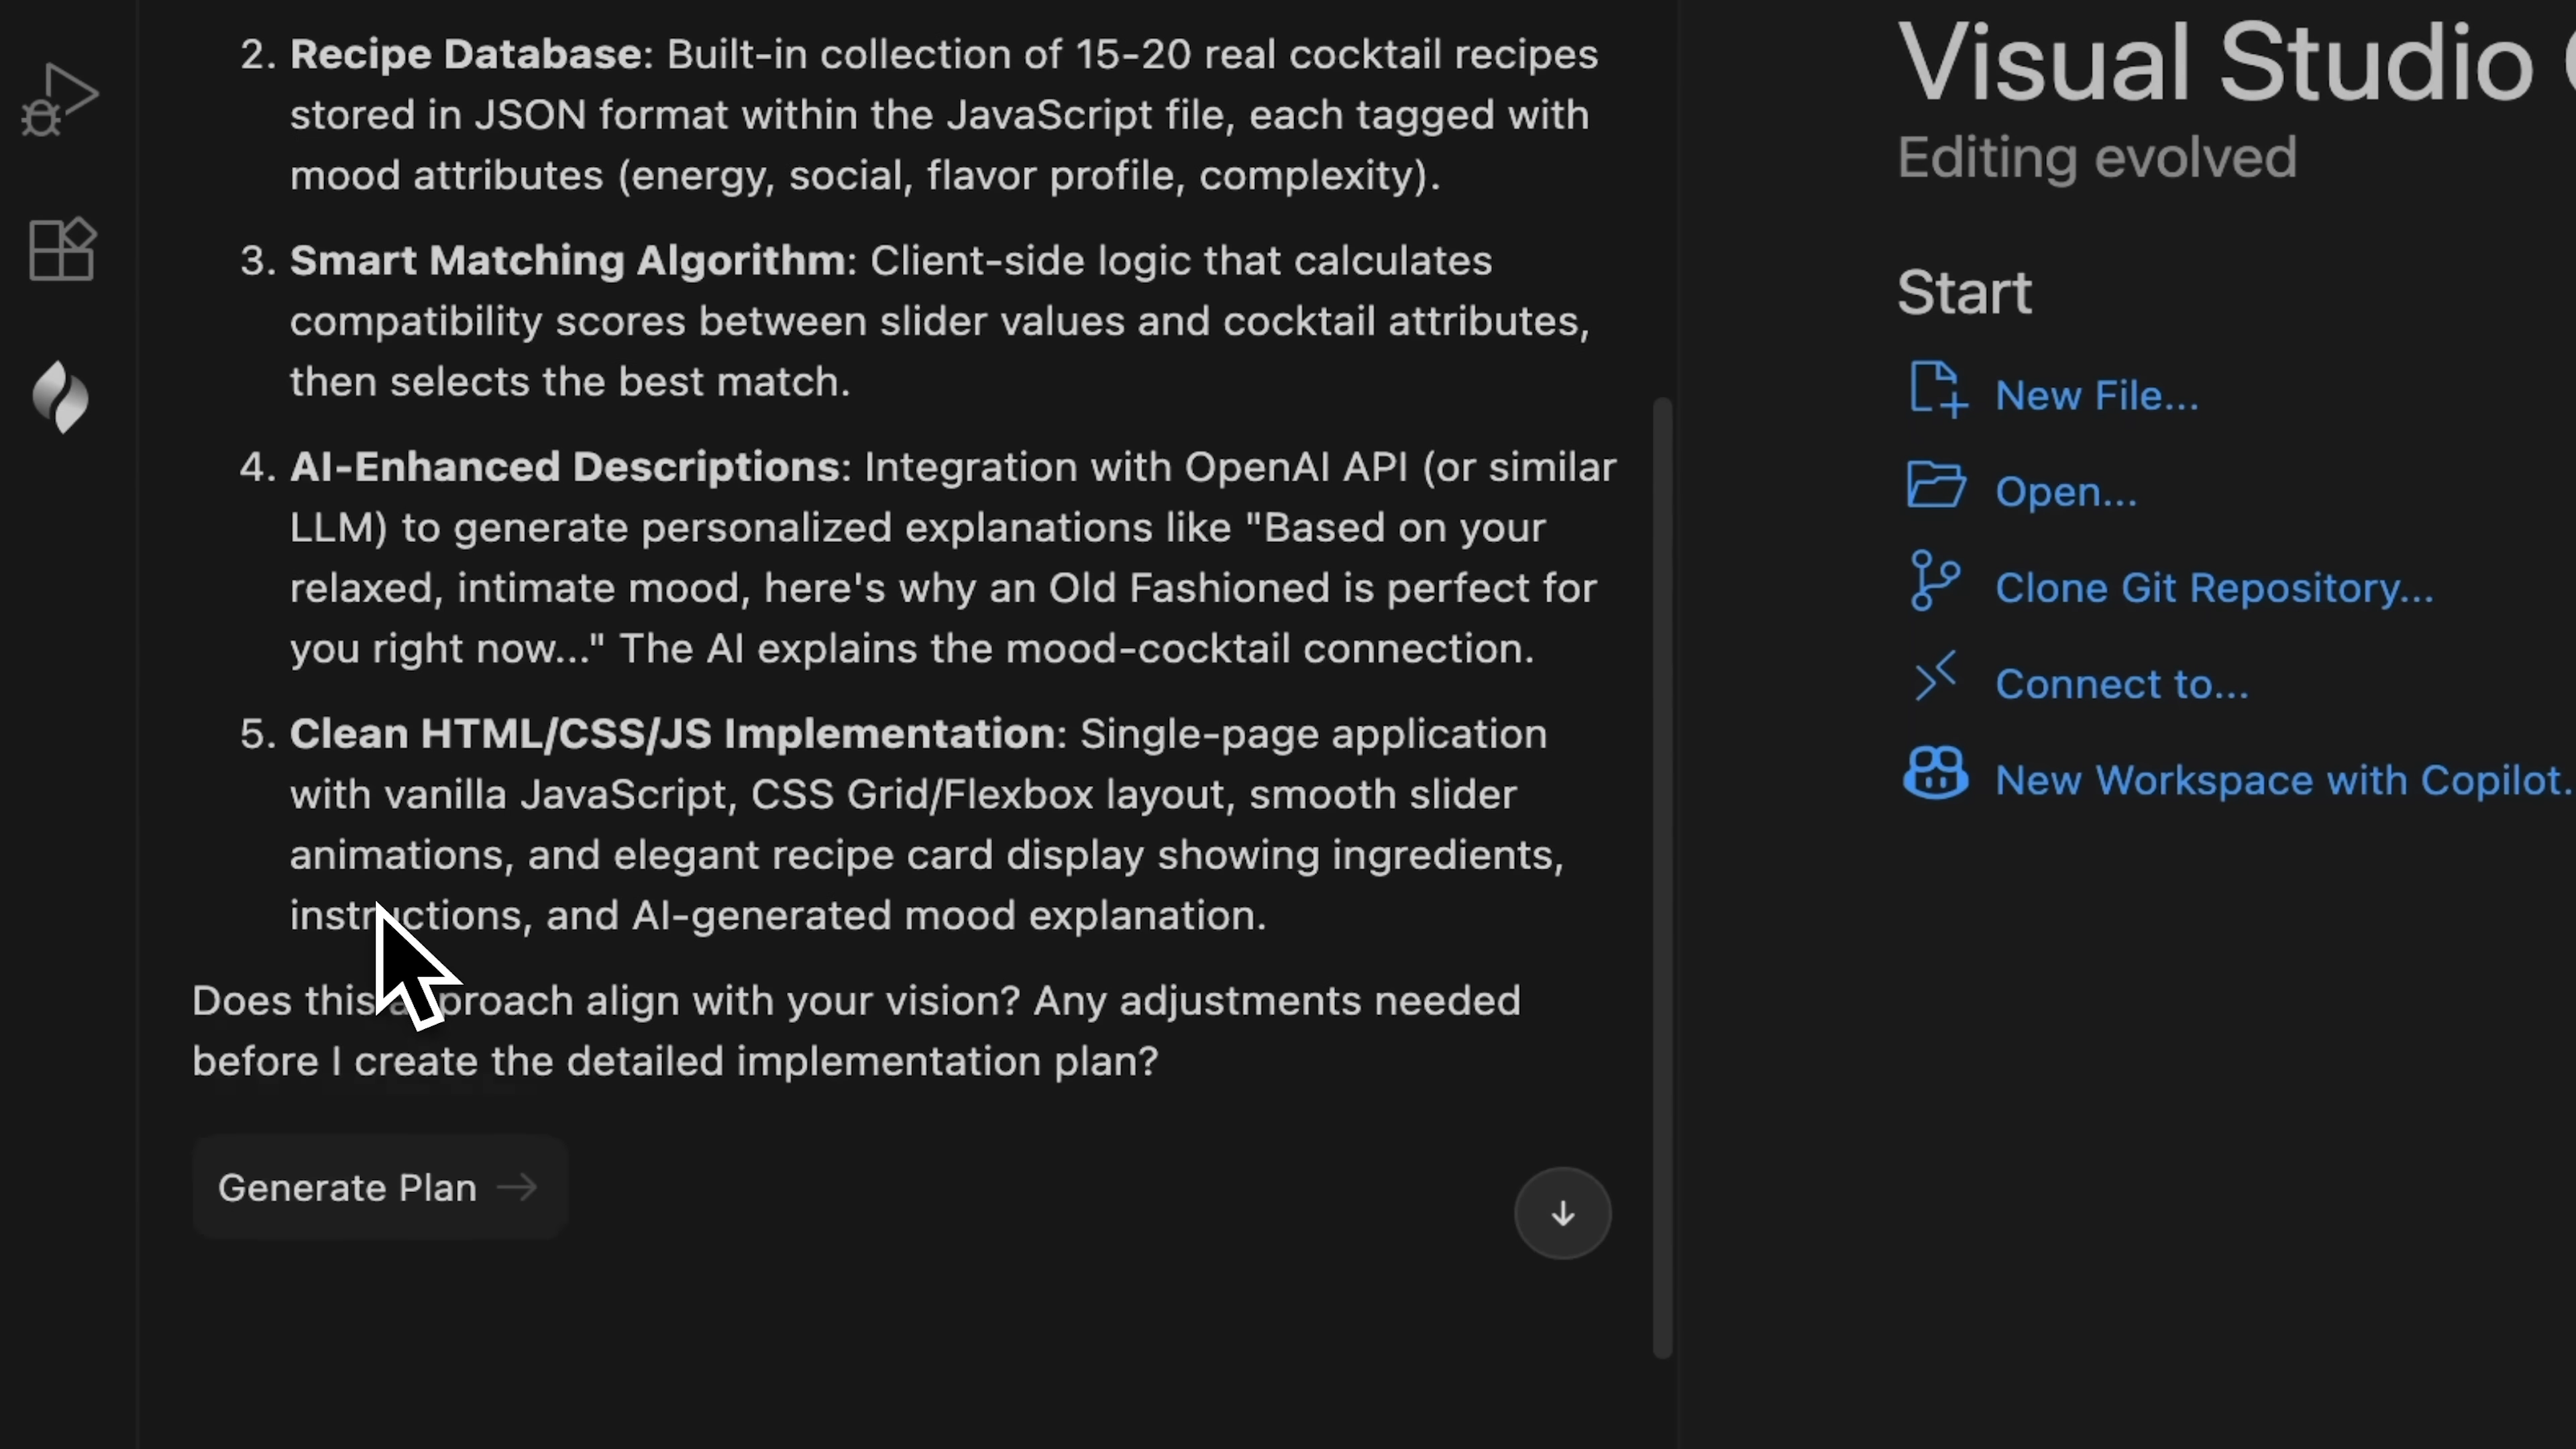 2. Recipe Database: Built-in collection of 15-20 real cocktail recipes
stored in JSON format within the JavaScript file, each tagged with
mood attributes (energy, social, flavor profile, complexity).
3. Smart Matching Algorithm: Client-side logic that calculates
compatibility scores between slider values and cocktail attributes,
then selects the best match.
4. AI-Enhanced Descriptions: Integration with OpenAI API (or similar
LLM) to generate personalized explanations like "Based on your
relaxed, intimate mood, here's why an Old Fashioned is perfect for
you right now..." The AI explains the mood-cocktail connection.
5. Clean HTML/CSS/JS Implementation: Single-page application
with vanilla JavaScript, CSS Grid/Flexbox layout, smooth slider
animations, and elegant recipe card display showing ingredients,
instructions, and AI-generated mood explanation.
Does this approach align with your vision? Any adjustments needed
before I create the detailed implementation plan?
Generate Plan
Visual Studio
Editing evolved
Start
New File...
Open...
Clone Git Repository...
Connect to...
New Workspace with Copilot.